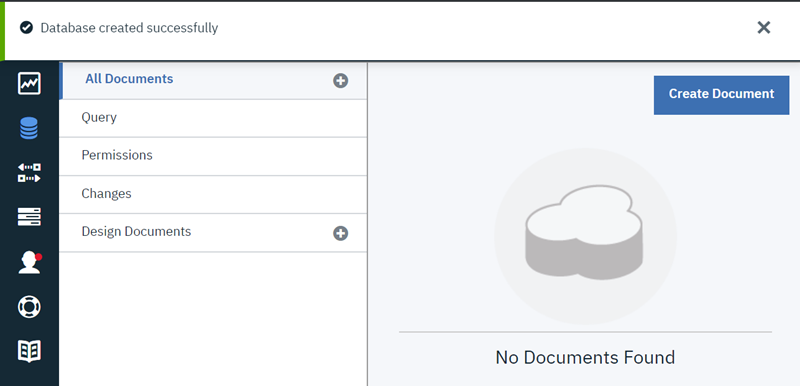 Database created successfully
All Documents
Query
Permissions
Changes
Design Documents
Create Document
No Documents Found